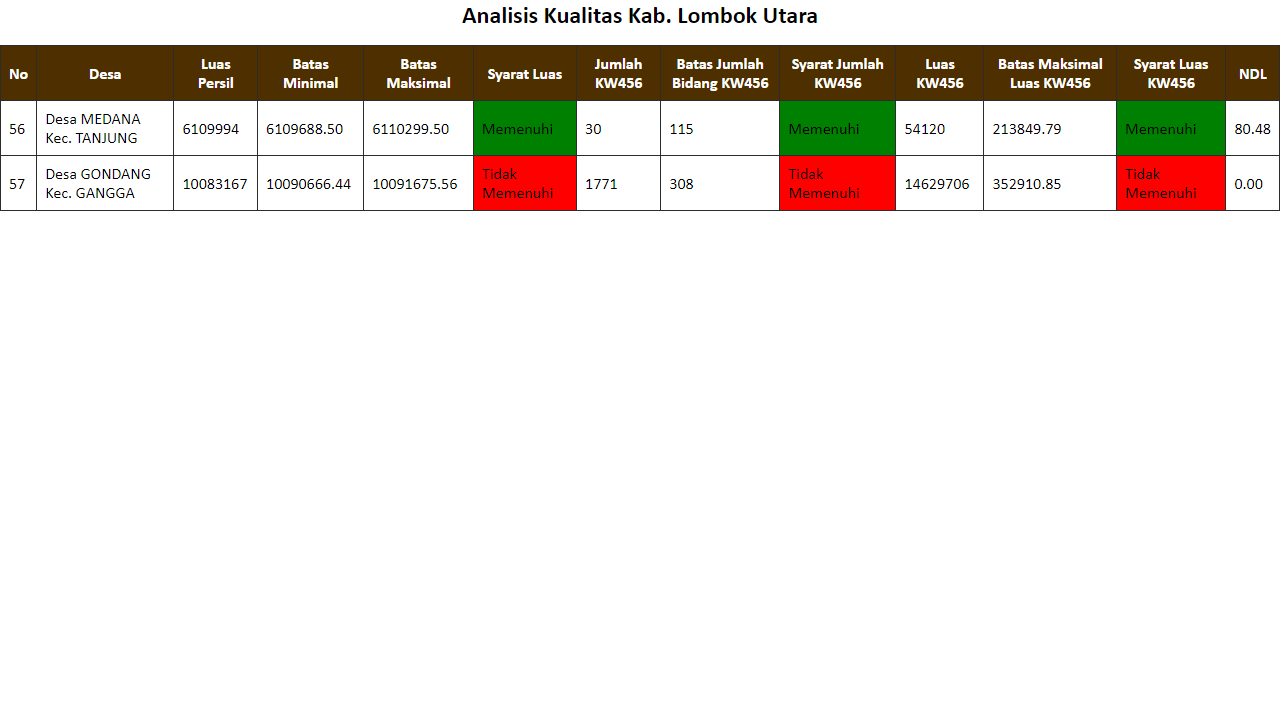 Analisis Kualitas Kab. Lombok Utara
No Desa Luas Persil Batas Minimal Batas Maksimal Syarat Luas Jumlah KW456 Batas Jumlah Bidang KW456 Syarat Jumlah KW456 Luas KW456 Batas Maksimal Luas KW456 Syarat Luas KW456 NDL
56 Desa MEDANA Kec. TANJUNG 6109994 6109688.50 6110299.50 Memenuhi 30 115 Memenuhi 54120 213849.79 Memenuhi 80.48
57 Desa GONDANG Kec. GANGGA 10083167 10090666.44 10091675.56 Tidak Memenuhi 1771 308 Tidak Memenuhi 14629706 352910.85 Tidak Memenuhi 0.00